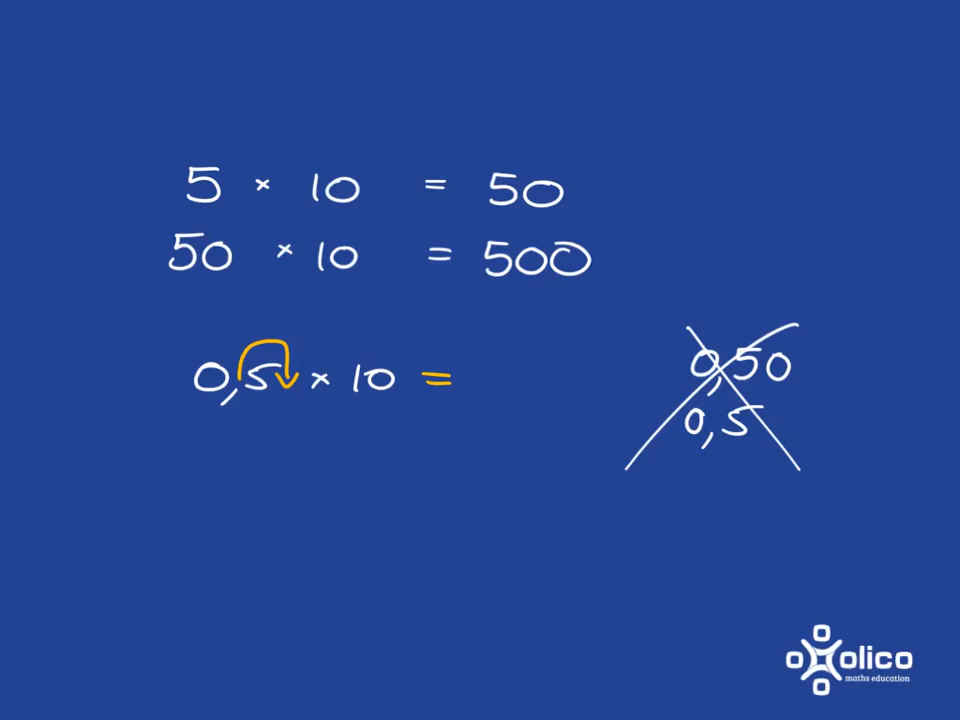 5 × 10 = 50
50 × 10 = 500
0,5 × 10 =
0,50
0,5
olico
maths education